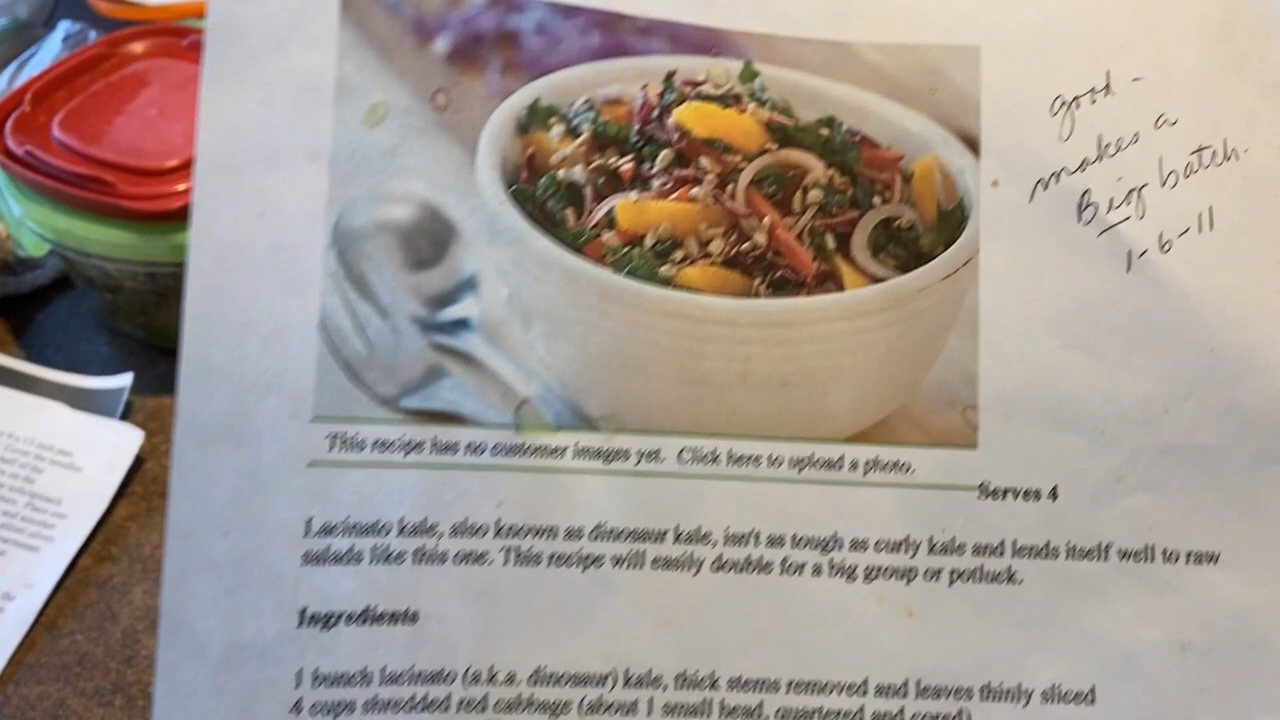 good -
makes a
Big batch.
1-6-11
This recipe has no customer images yet. Click here to upload a photo.
Serves 4
Lacinato kale, also known as dinosaur kale, isn't as tough as curly kale and lends itself well to raw
salads like this one. This recipe will easily double for a big group or potluck.
Ingredients
1 bunch lacinato (a.k.a. dinosaur) kale, thick stems removed and leaves thinly sliced
4 cups shredded red cabbage (about 1 small head, quartered and cored)